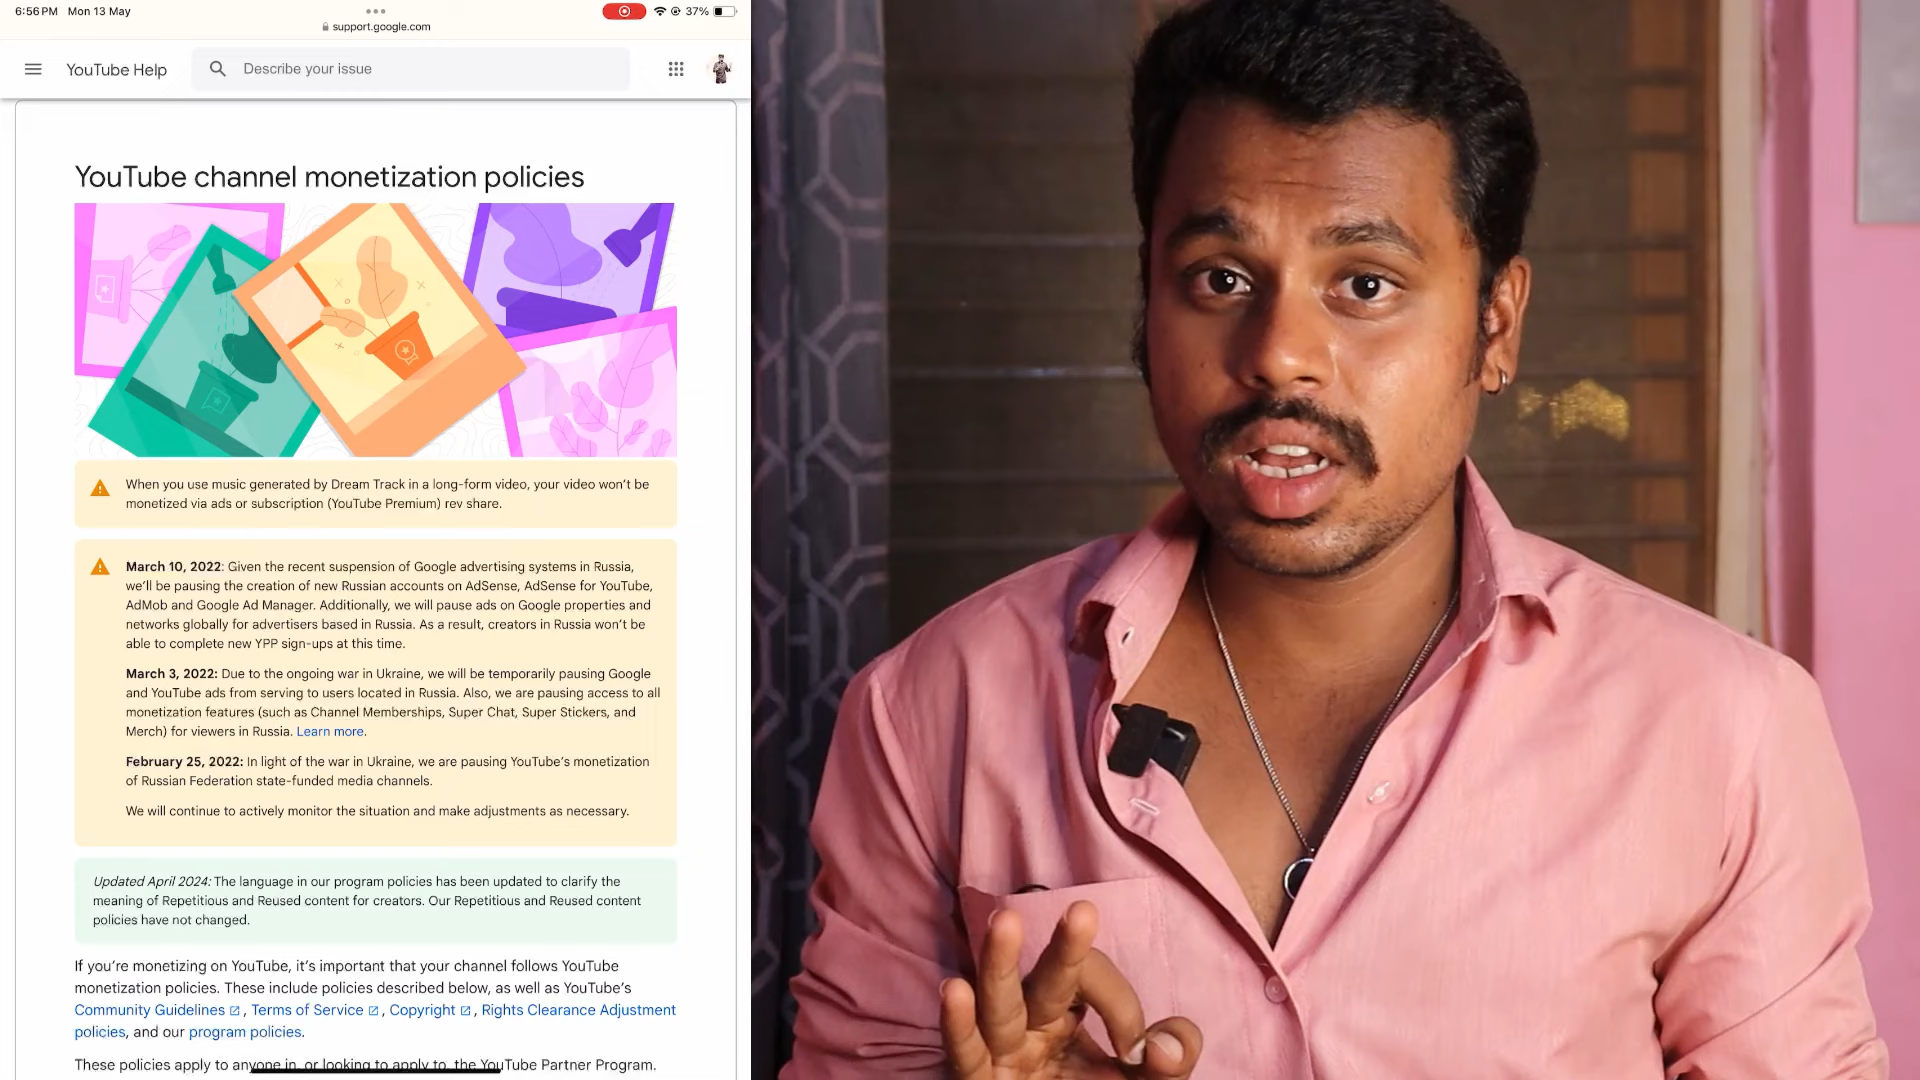 6:56 PM Mon 13 May
37%
support.google.com
YouTube Help
Describe your issue
YouTube channel monetization policies
When you use music generated by Dream Track in a long-form video, your video won't be
monetized via ads or subscription (YouTube Premium) rev share.
March 10, 2022: Given the recent suspension of Google advertising systems in Russia,
we'll be pausing the creation of new Russian accounts on AdSense, AdSense for YouTube,
AdMob and Google Ad Manager. Additionally, we will pause ads on Google properties and
networks globally for advertisers based in Russia. As a result, creators in Russia won't be
able to complete new YPP sign-ups at this time.
March 3, 2022: Due to the ongoing war in Ukraine, we will be temporarily pausing Google
and YouTube ads from serving to users located in Russia. Also, we are pausing access to all
monetization features (such as Channel Memberships, Super Chat, Super Stickers, and
Merch) for viewers in Russia. Learn more.
February 25, 2022: In light of the war in Ukraine, we are pausing YouTube's monetization
of Russian Federation state-funded media channels.
We will continue to actively monitor the situation and make adjustments as necessary.
Updated April 2024: The language in our program policies has been updated to clarify the
meaning of Repetitious and Reused content for creators. Our Repetitious and Reused content
policies have not changed.
If you're monetizing on YouTube, it's important that your channel follows YouTube
monetization policies. These include policies described below, as well as YouTube's
Community Guidelines, Terms of Service, Copyright, Rights Clearance Adjustment
policies, and our program policies.
These policies apply to anyone in, or looking to apply to, the YouTube Partner Program.